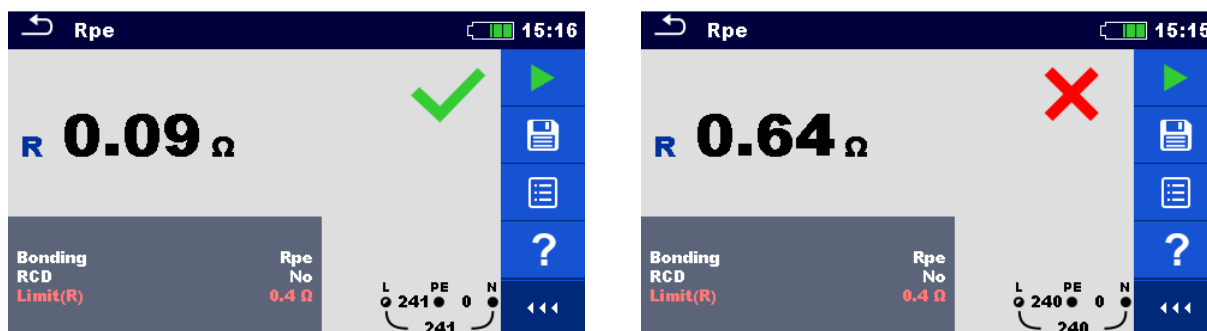 Rpe 15:16
R 0.09 Ω
?
Bonding Rpe
RCD No
Limit(R) 0.4 Ω
L PE N
241 0
241
Rpe 15:15
R 0.64 Ω
?
Bonding Rpe
RCD No
Limit(R) 0.4 Ω
L PE N
240 0
240